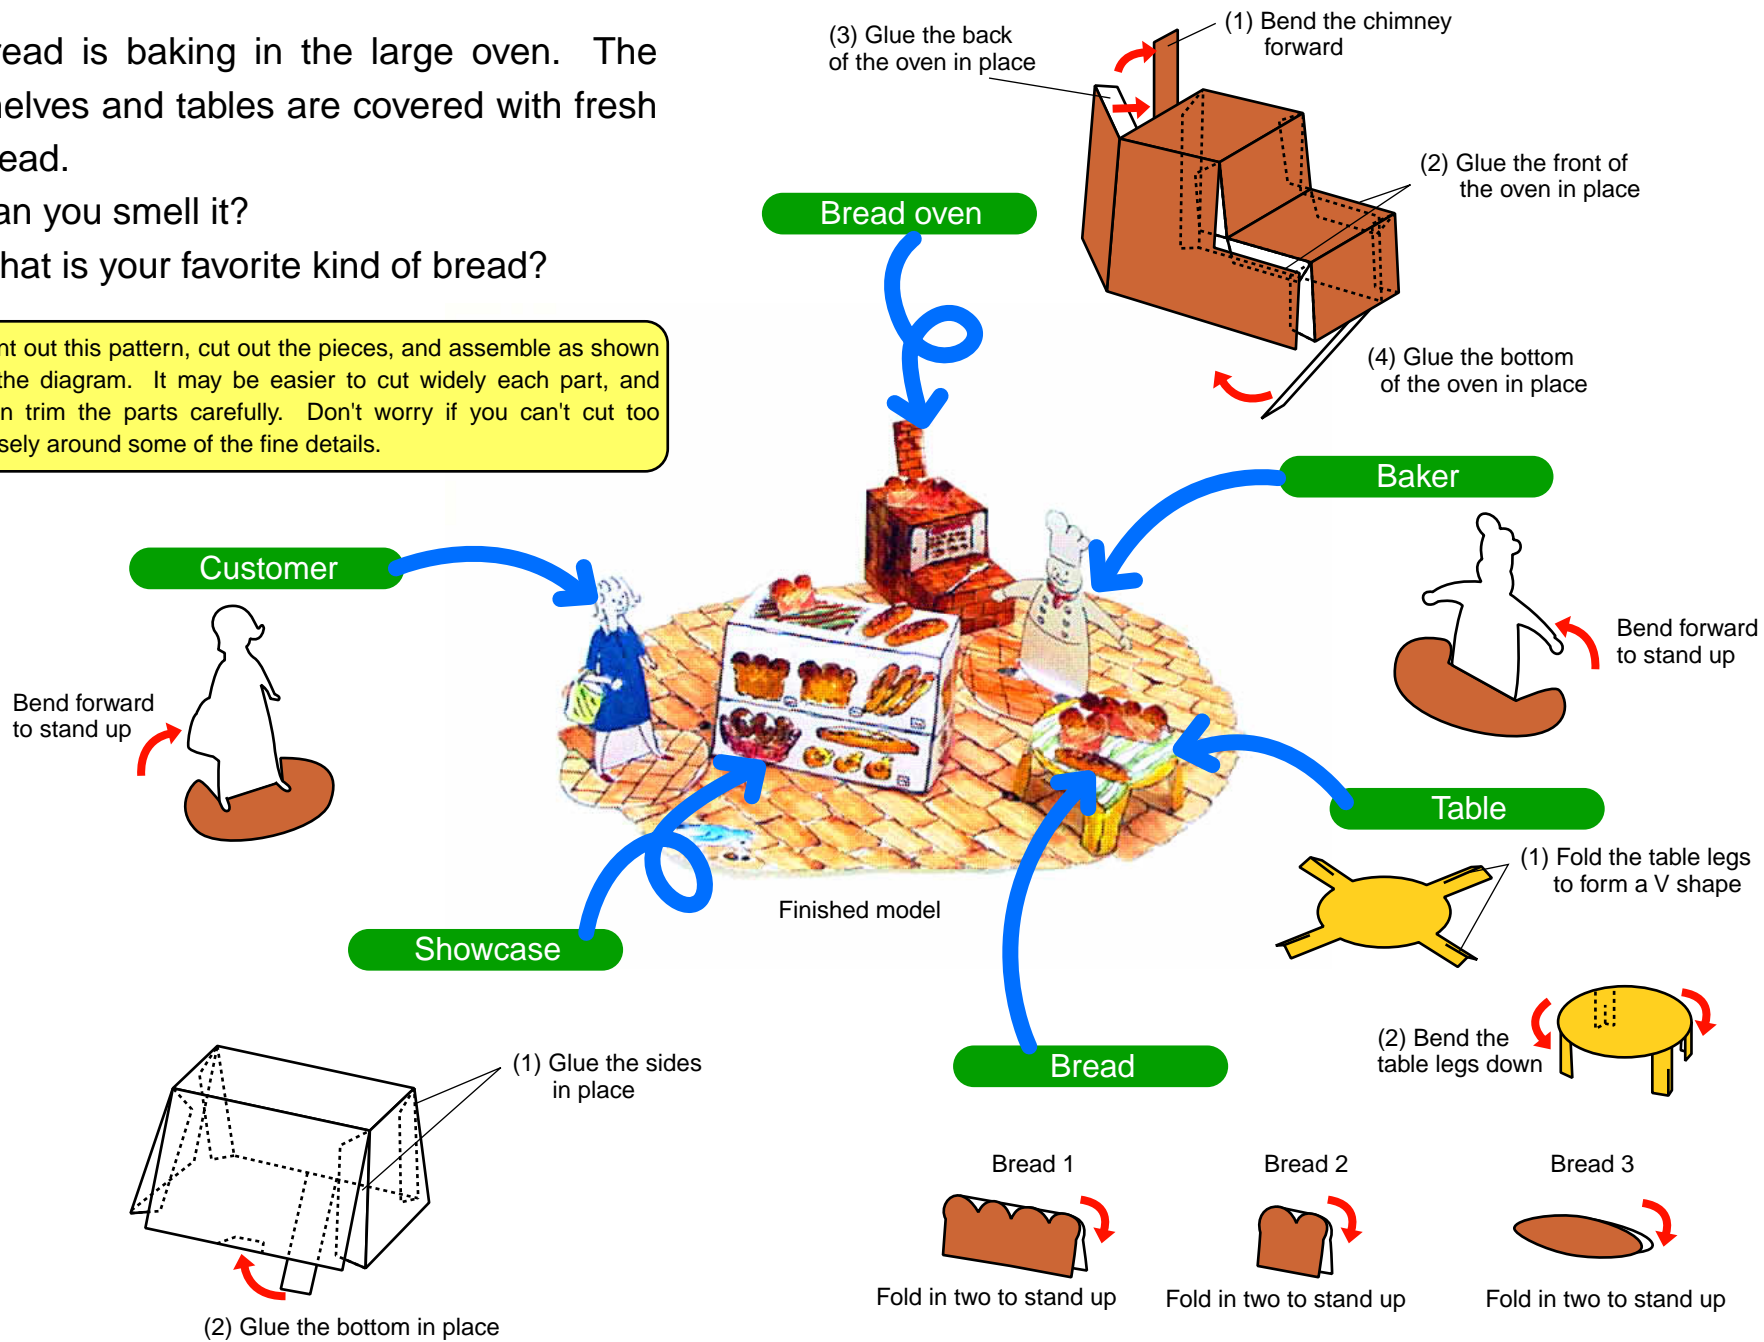 read is baking in the large oven. The
helves and tables are covered with fresh
read.
an you smell it?
hat is your favorite kind of bread?
nt out this pattern, cut out the pieces, and assemble as shown
the diagram. It may be easier to cut widely each part, and
n trim the parts carefully. Don't worry if you can't cut too
sely around some of the fine details.
(3) Glue the back
of the oven in place
(1) Bend the chimney
forward
(2) Glue the front of
the oven in place
Bread oven
(4) Glue the bottom
of the oven in place
Baker
Customer
Bend forward
to stand up
Bend forward
to stand up
Table
(1) Fold the table legs
to form a V shape
Finished model
Showcase
(2) Bend the
table legs down
(1) Glue the sides
in place
Bread
Bread 1
Bread 2
Bread 3
Fold in two to stand up
Fold in two to stand up
Fold in two to stand up
(2) Glue the bottom in place